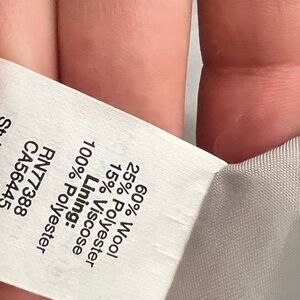 60% Wool
25% Polyester
15% Viscose
Lining:
100% Polyester
RN77388
CA56445